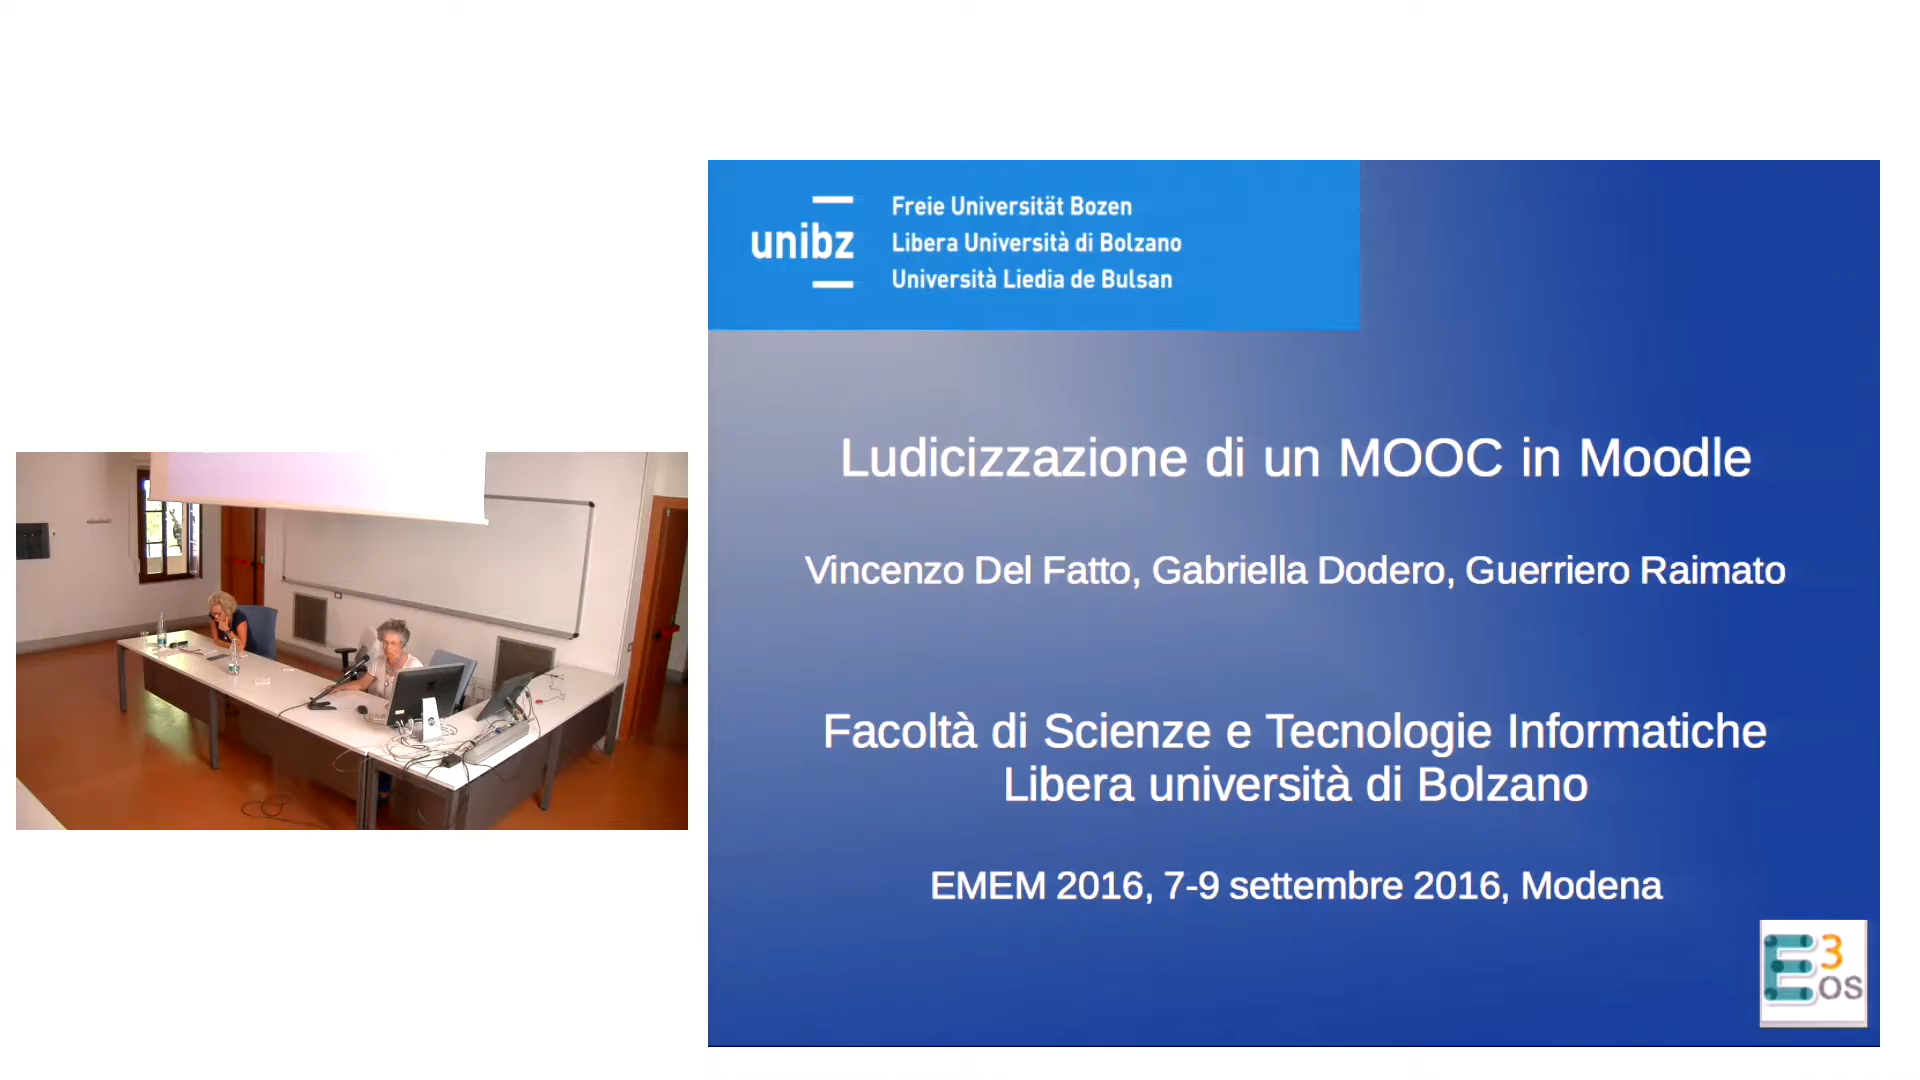 unibz
Freie Universität Bozen
Libera Università di Bolzano
Università Liedia de Bulsan
Ludicizzazione di un MOOC in Moodle
Vincenzo Del Fatto, Gabriella Dodero, Guerriero Raimato
Facoltà di Scienze e Tecnologie Informatiche
Libera università di Bolzano
EMEM 2016, 7-9 settembre 2016, Modena
E3os